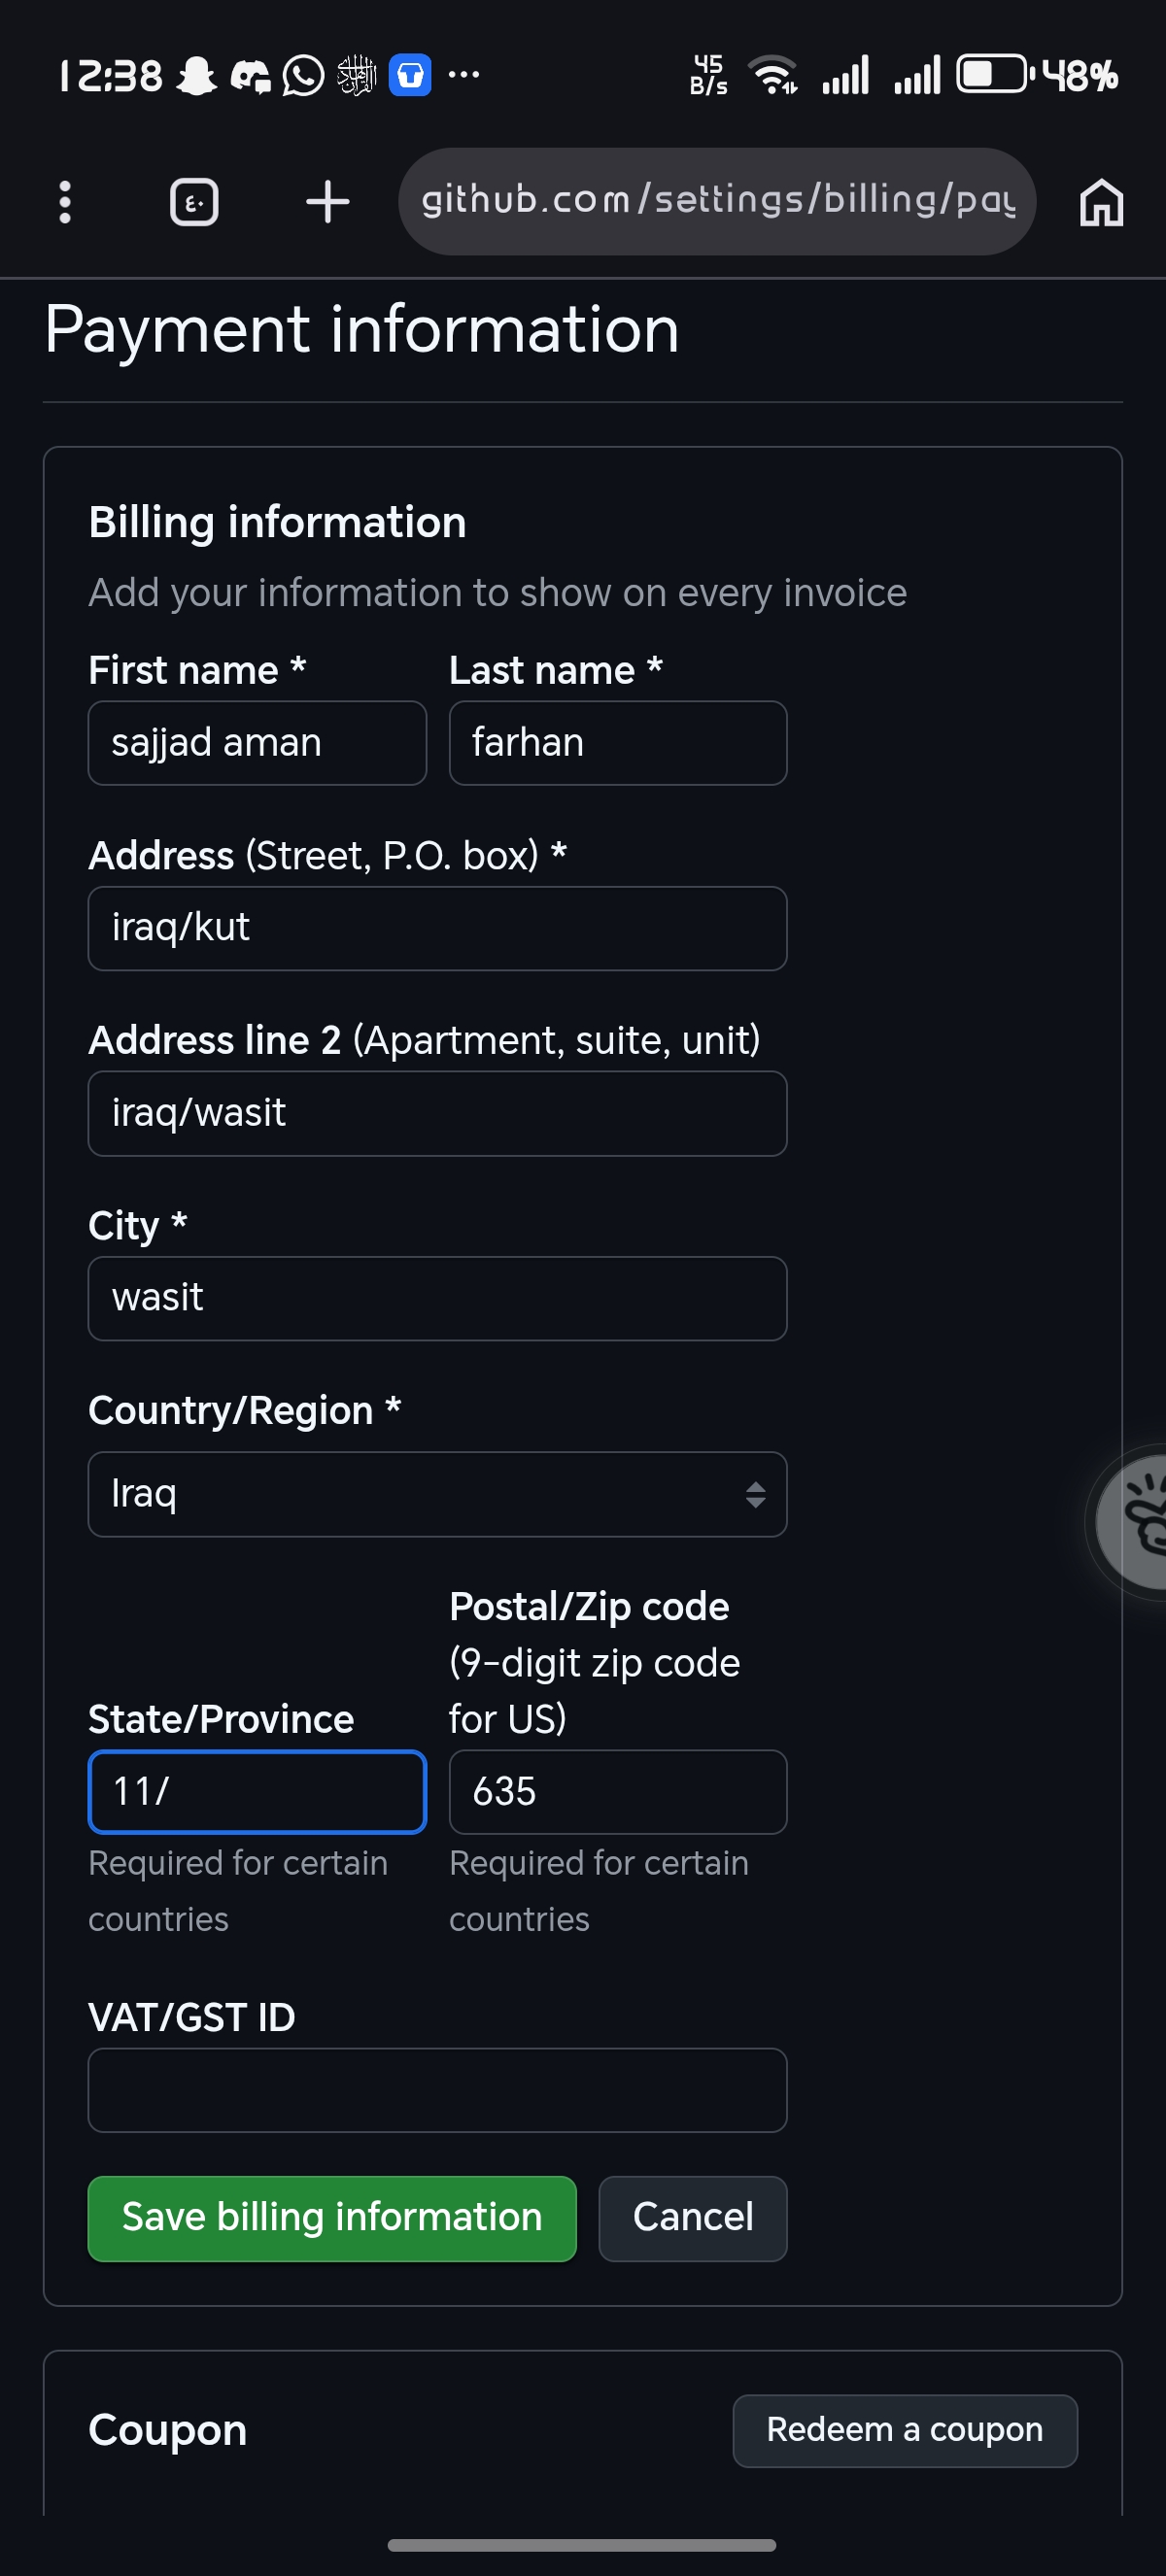 12:38
45
B/s
48%
٤٠
github.com/settings/billing/pay
Payment information
Billing information
Add your information to show on every invoice
First name *
Last name *
sajjad aman
farhan
Address (Street, P.O. box) *
iraq/kut
Address line 2 (Apartment, suite, unit)
iraq/wasit
City *
wasit
Country/Region *
Iraq
State/Province
11/
Required for certain
countries
Postal/Zip code
(9-digit zip code
for US)
635
Required for certain
countries
VAT/GST ID
Save billing information
Cancel
Coupon
Redeem a coupon